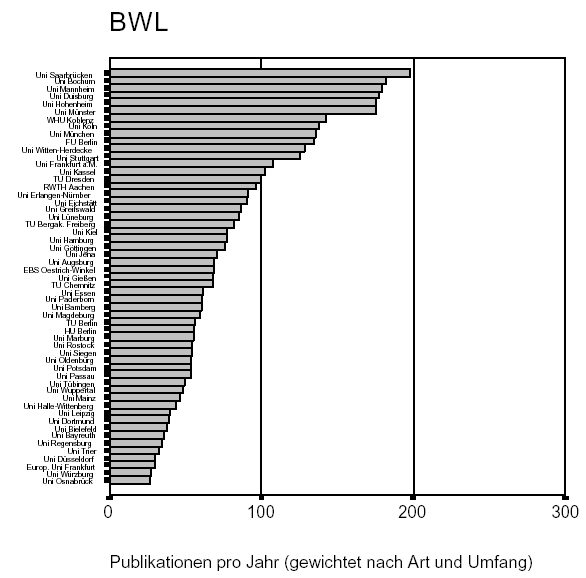 BWL
Uni Saarbrücken
Uni Bochum
Uni Mannheim
Uni Duisburg
Uni Hohenheim
Uni Münster
WHU Koblenz
Uni Köln
Uni München
FU Berlin
Uni Witten-Herdecke
Uni Stuttgart
Uni Frankfurt a.M.
Uni Kassel
TU Dresden
RWTH Aachen
Uni Erlangen-Nürnber
Uni Eichstätt
Uni Greifswald
Uni Lüneburg
TU Bergak. Freiberg
Uni Kiel
Uni Hamburg
Uni Göttingen
Uni Jena
Uni Augsburg
EBS Oestrich-Winkel
Uni Gießen
TU Chemnitz
Uni Essen
Uni Paderborn
Uni Bamberg
Uni Magdeburg
TU Berlin
HU Berlin
Uni Marburg
Uni Rostock
Uni Siegen
Uni Oldenburg
Uni Potsdam
Uni Passau
Uni Tübingen
Uni Wuppertal
Uni Mainz
Uni Halle-Wittenberg
Uni Leipzig
Uni Dortmund
Uni Bielefeld
Uni Bayreuth
Uni Regensburg
Uni Trier
Uni Düsseldorf
Europ. Uni Frankfurt
Uni Würzburg
Uni Osnabrück
0 100 200 300
Publikationen pro Jahr (gewichtet nach Art und Umfang)